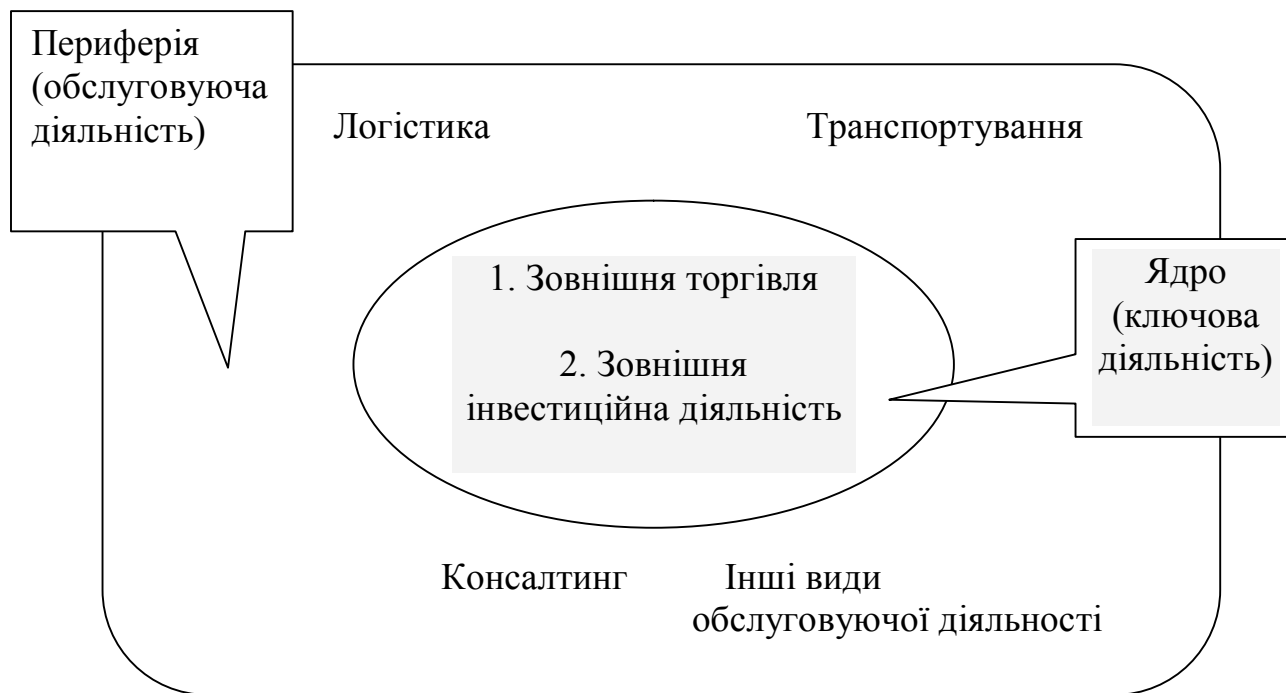 Периферія
(обслуговуюча
діяльність)
Логістика
Транспортування
1. Зовнішня торгівля
2. Зовнішня
інвестиційна діяльність
Ядро
(ключова
діяльність)
Консалтинг
Інші види
обслуговуючої діяльності